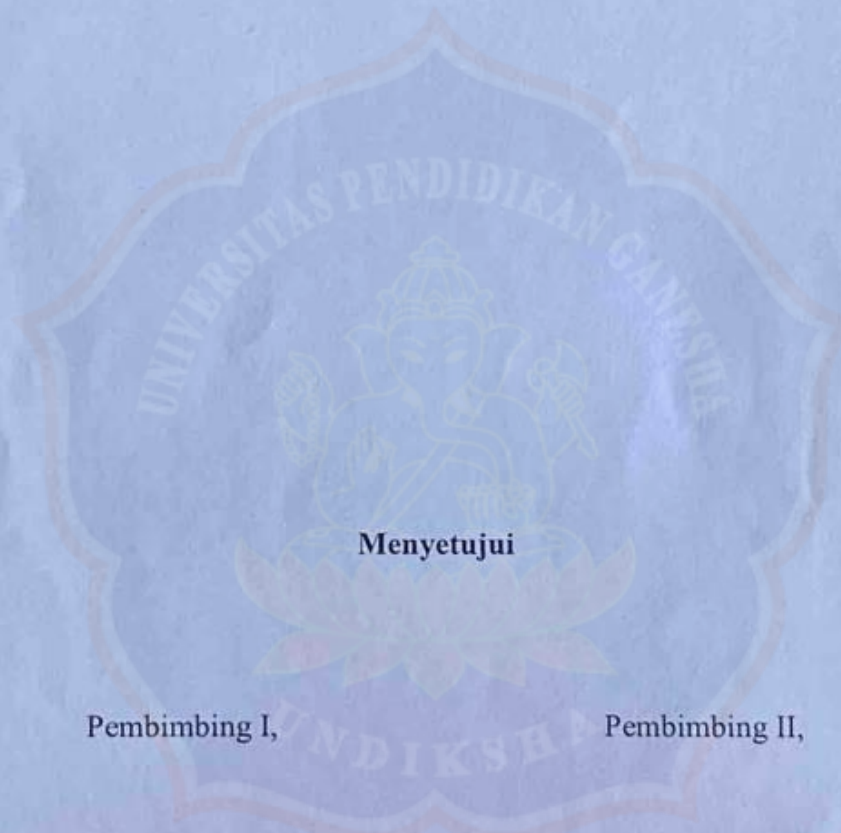 UNIVERSITAS PENDIDIKAN GANESHA
Menyetujui
Pembimbing I,
Pembimbing II,
UNDIKSHA